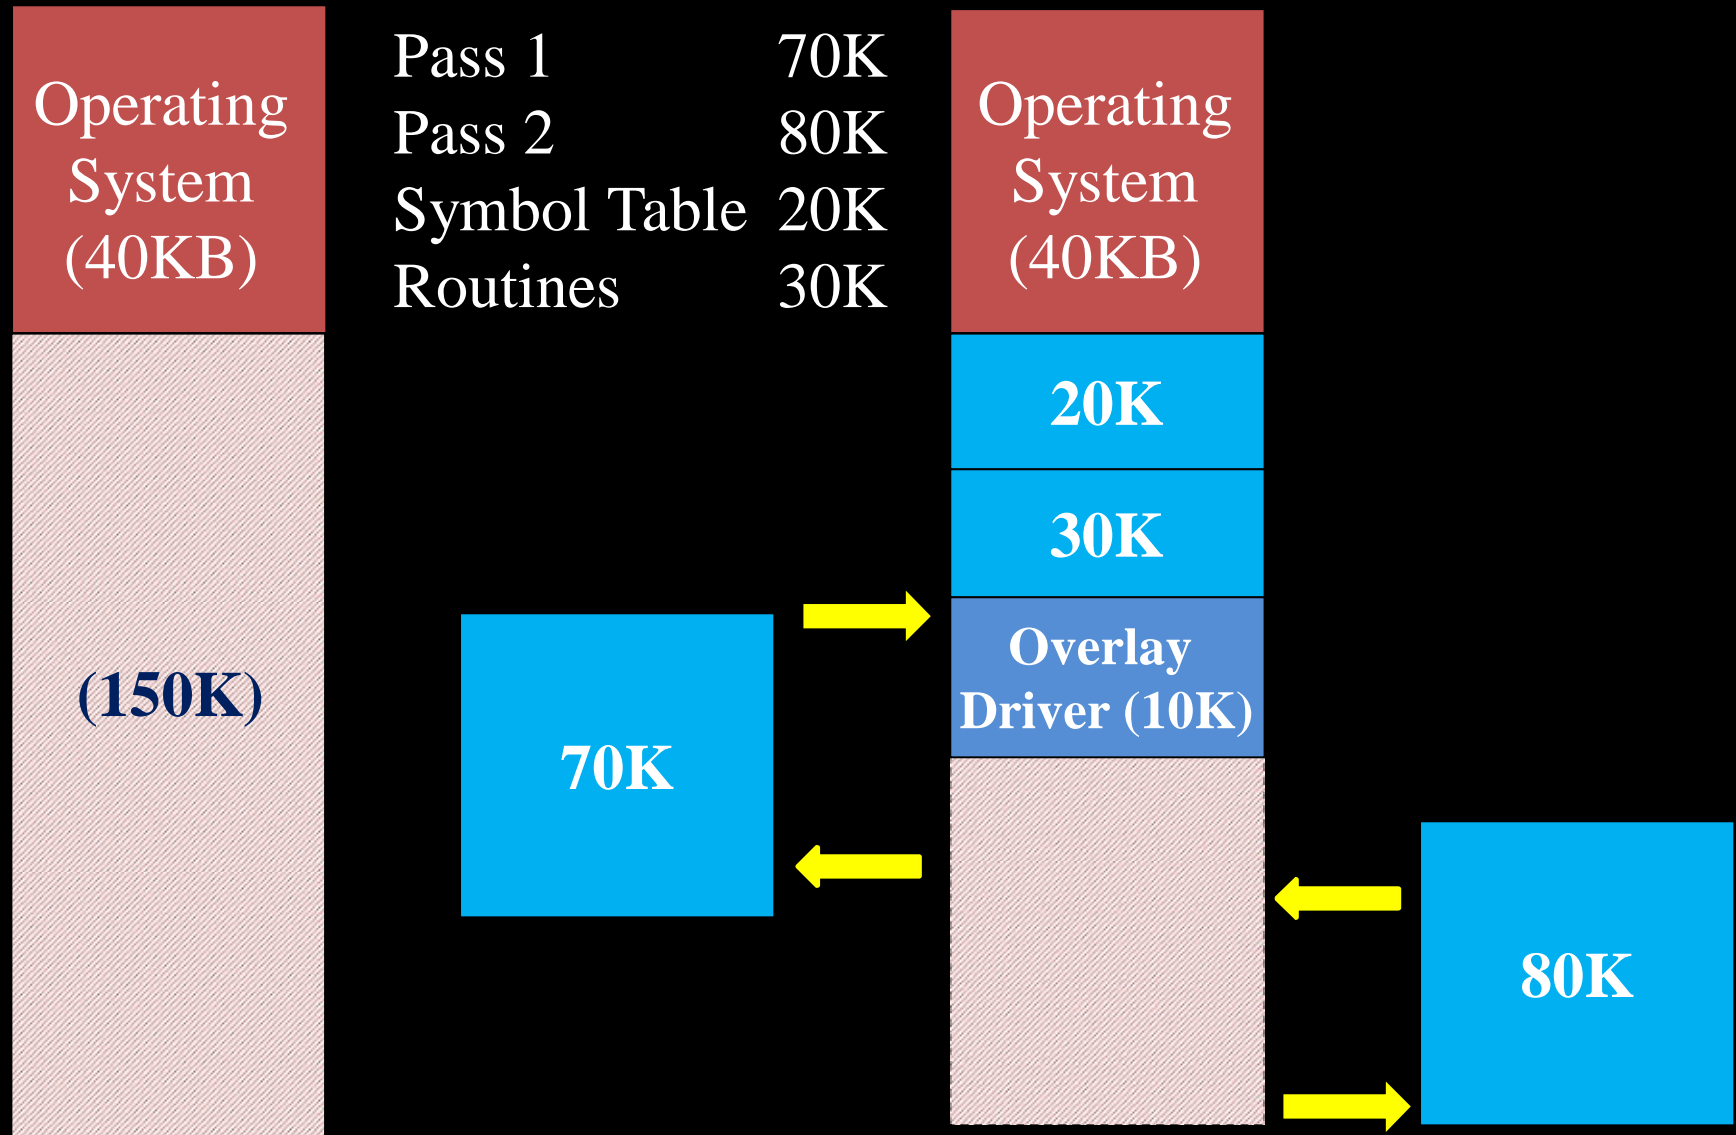 Operating
System
(40KB)
(150K)
Pass 1 70K
Pass 2 80K
Symbol Table 20K
Routines 30K
70K
Operating
System
(40KB)
20K
30K
Overlay
Driver (10K)
80K